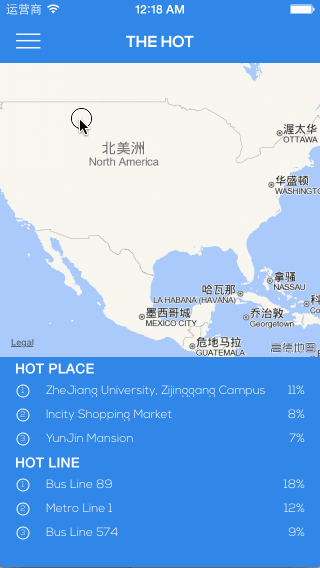 运营商 12:18 AM
THE HOT
渥太华
OTTAWA
北美洲
North America
华盛顿
WASHINGTO
哈瓦那
LA HABANA (HAVANA)
拿骚
NASSAU
墨西哥城
MEXICO CITY
乔治敦
Georgetown
科
Co
危地马拉
GUATEMALA
Legal
高德地图
HOT PLACE
1 ZheJiang University, Zijinggang Campus 11%
2 Incity Shopping Market 8%
3 YunJin Mansion 7%
HOT LINE
1 Bus Line 89 18%
2 Metro Line 1 12%
3 Bus Line 574 9%